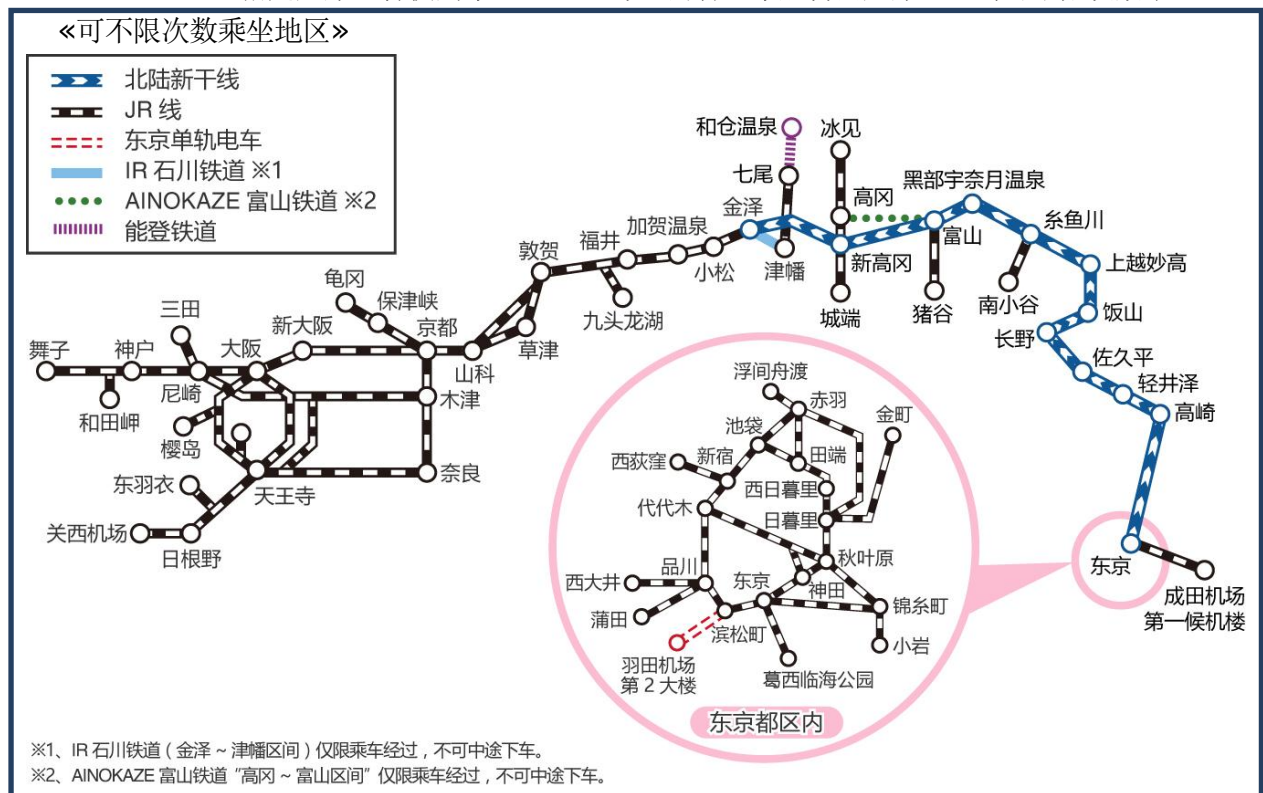 «可不限次数乘坐地区»
北陆新干线
JR 线
东京单轨电车
IR 石川铁道 ※1
AINOKAZE 富山铁道 ※2
能登铁道
和仓温泉
冰见
七尾
高冈
黑部宇奈月温泉
金泽
加贺温泉
福井
敦贺
小松
津幡
新高冈
富山
糸鱼川
上越妙高
城端
猪谷
南小谷
饭山
长野
佐久平
轻井泽
高崎
九头龙湖
草津
山科
龟冈
保津峡
京都
新大阪
三田
大阪
舞子
神户
尼崎
和田岬
樱岛
木津
奈良
天王寺
东羽衣
关西机场
日根野
浮间舟渡
赤羽
金町
池袋
田端
新宿
西荻窪
西日暮里
代代木
日暮里
秋叶原
品川
东京
神田
西大井
锦糸町
蒲田
滨松町
小岩
羽田机场
第 2 大楼
葛西临海公园
东京都区内
东京
成田机场
第一候机楼
※1、IR 石川铁道 ( 金泽 ~ 津幡区间 ) 仅限乘车经过，不可中途下车。
※2、AINOKAZE 富山铁道 “高冈 ~ 富山区间” 仅限乘车经过，不可中途下车。